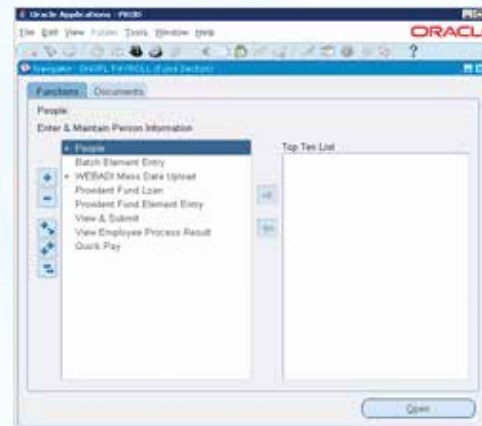 Oracle Applications - PROD
File Edit View Folder Tools Window Help
ORACL
?
Functions Documents
People
Enter & Maintain Person Information
+ People
Batch Element Entry
+ WEBADI Mass Data Upload
Provident Fund Loan
Provident Fund Element Entry
View & Submit
View Employee Process Result
Quick Pay
Top Ten List
Open